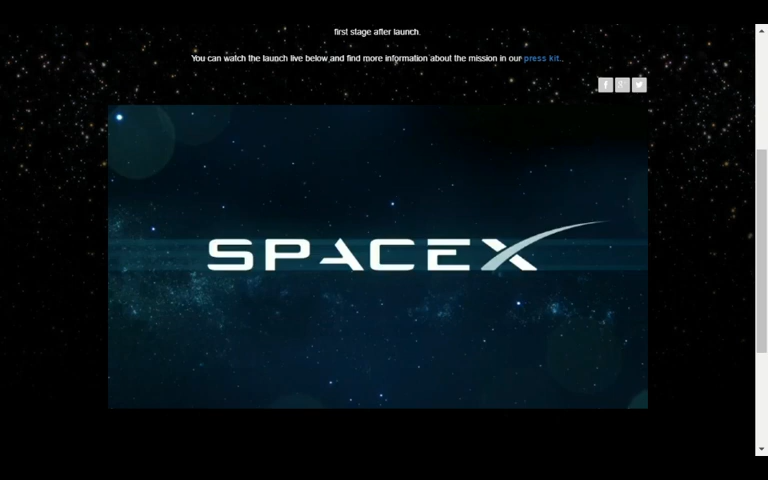 first stage after launch.
You can watch the launch live below and find more information about the mission in our press kit.
SPACEX